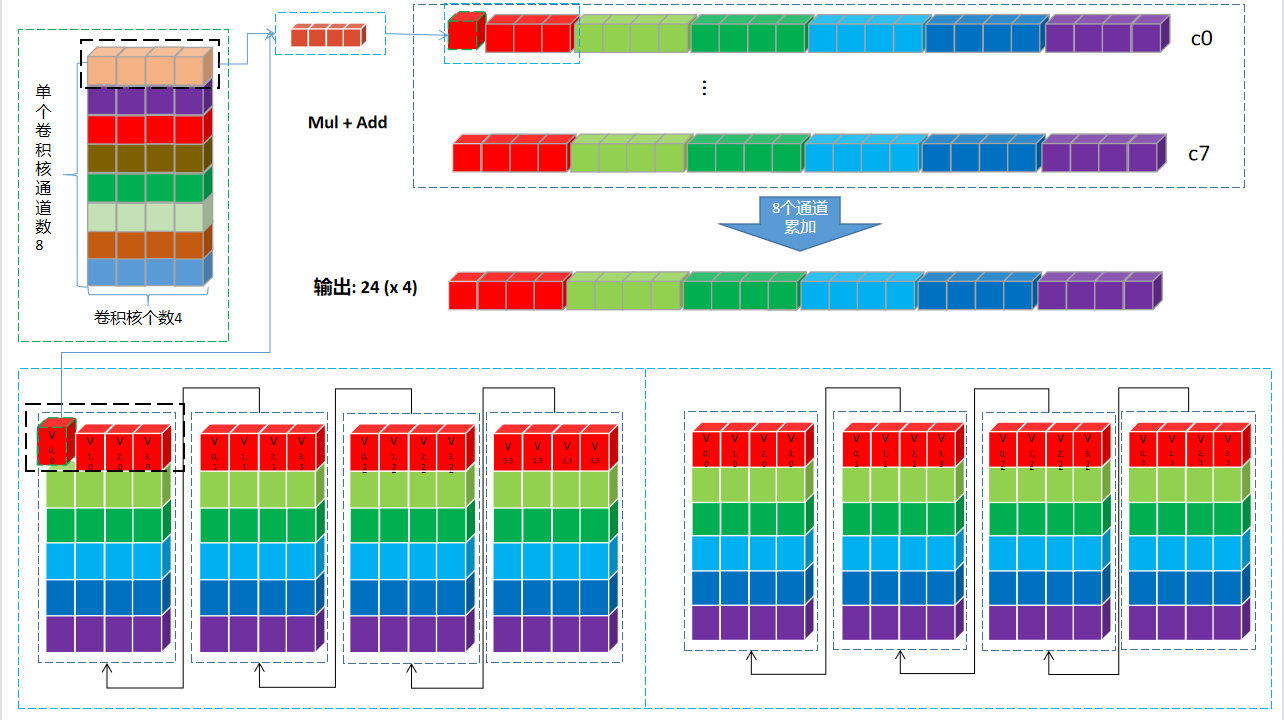 c0
单个卷积核通道数8
Mul + Add
c7
8个通道
累加
输出: 24 (x 4)
卷积核个数4
V V V V
0,0 1,0 2,0 3,0
V V V V
0,1 1,1 2,1
V V V V
0,2 1,2 2,2 3,2
V V V V
0,3 1,3 2,3 3,3
V V V V
0,0 1,0 2,0 3,0
V V V V
0,1 1,1 2,1 3,1
V V V V
0,2 1,2 2,2 3,2
V V V V
0,3 1,3 2,3 3,3